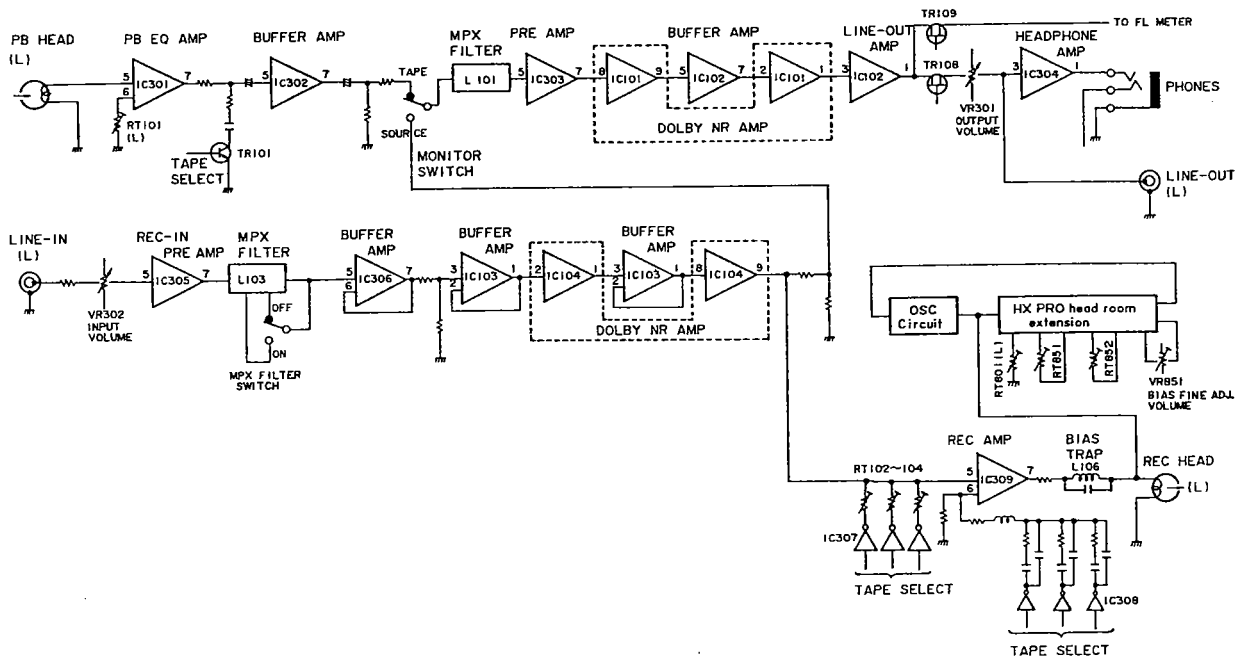 PB HEAD
(L)
PB EQ AMP
BUFFER AMP
MPX
FILTER
PRE AMP
BUFFER AMP
LINE-OUT
AMP
TR109
TO FL METER
HEADPHONE
AMP
5
6
IC301
7
5
IC302
7
TAPE
L 101
5
IC303
7
8
IC101
9
5
IC102
7
2
IC101
1
3
IC102
1
TR108
3
IC304
1
PHONES
RT101
(L)
SOURCE
DOLBY NR AMP
VR301
OUTPUT
VOLUME
TAPE
SELECT
TR101
MONITOR
SWITCH
LINE-OUT
(L)
LINE-IN
(L)
REC-IN
PRE AMP
MPX
FILTER
BUFFER
AMP
BUFFER
AMP
BUFFER
AMP
5
IC305
7
L103
5
6
IC306
7
3
2
IC103
1
2
IC104
1
3
2
IC103
1
8
IC104
9
VR302
INPUT
VOLUME
OFF
ON
MPX FILTER
SWITCH
DOLBY NR AMP
OSC
Circuit
HX PRO head room
extension
RT801(L)
RT851
RT852
VR851
BIAS FINE ADJ.
VOLUME
REC AMP
BIAS
TRAP
L106
REC HEAD
(L)
RT102~104
5
6
IC309
7
IC307
TAPE SELECT
IC308
TAPE SELECT